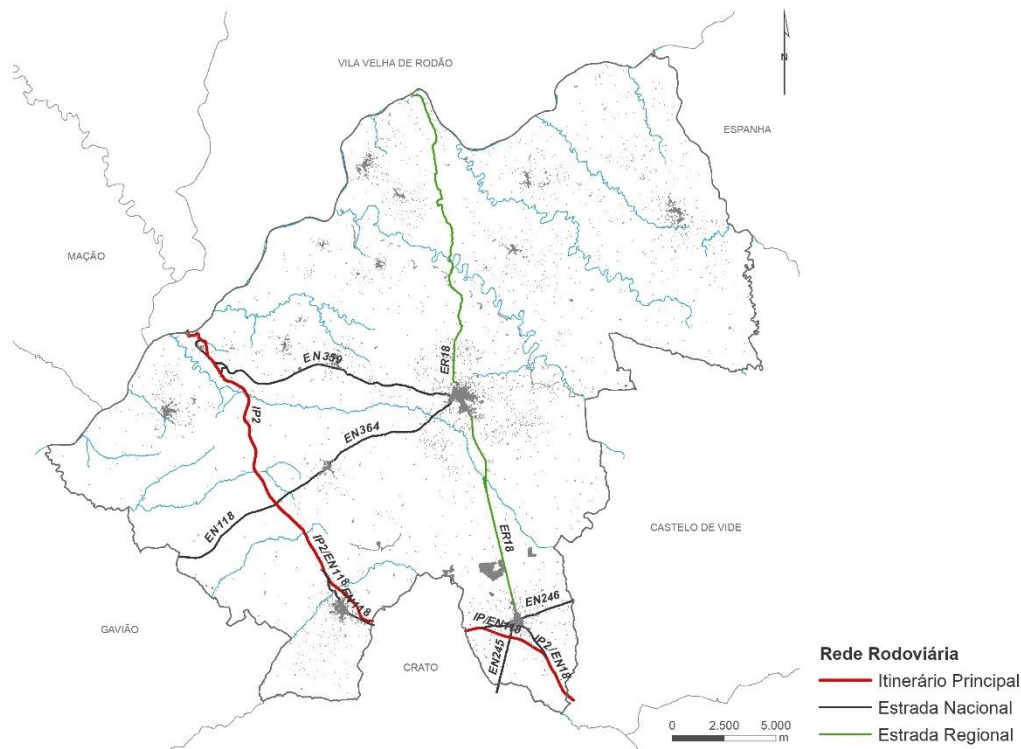 VILA VELHA DE RODÃO
N
ESPANHA
MAÇÃO
EN359
ER18
IP2
EN364
EN118
ER18
CASTELO DE VIDE
IP2/EN118
EN118
EN246
IP/EN118
IP2/EN18
EN245
GAVIÃO
CRATO
Rede Rodoviária
Itinerário Principal
Estrada Nacional
Estrada Regional
0 2.500 5.000
m